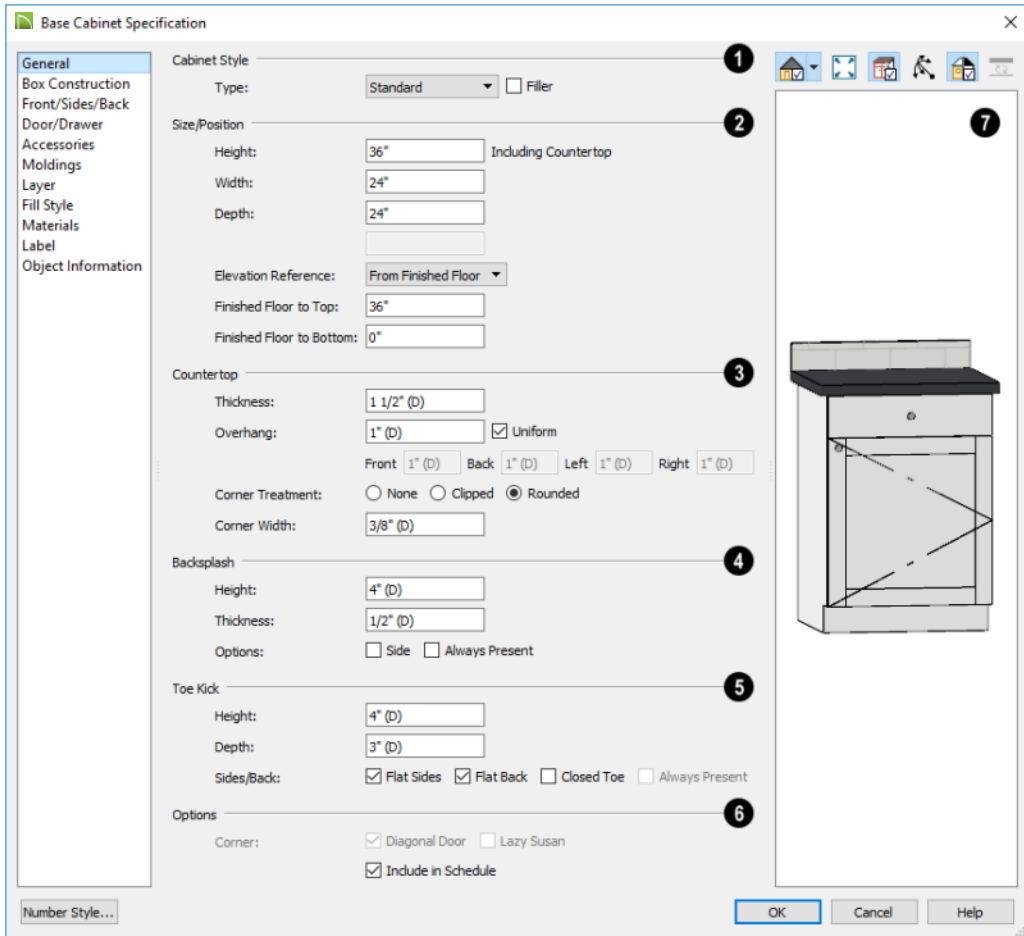 Base Cabinet Specification
General
Box Construction
Front/Sides/Back
Door/Drawer
Accessories
Moldings
Layer
Fill Style
Materials
Label
Object Information
Cabinet Style 1
Type: Standard Filler
Size/Position 2
Height: 36" Including Countertop
Width: 24"
Depth: 24"
Elevation Reference: From Finished Floor
Finished Floor to Top: 36"
Finished Floor to Bottom: 0"
Countertop 3
Thickness: 1 1/2" (D)
Overhang: 1" (D) Uniform
Front 1" (D) Back 1" (D) Left 1" (D) Right 1" (D)
Corner Treatment: None Clipped Rounded
Corner Width: 3/8" (D)
Backsplash 4
Height: 4" (D)
Thickness: 1/2" (D)
Options: Side Always Present
Toe Kick 5
Height: 4" (D)
Depth: 3" (D)
Sides/Back: Flat Sides Flat Back Closed Toe Always Present
Options 6
Corner: Diagonal Door Lazy Susan
Include in Schedule
7
Number Style... OK Cancel Help